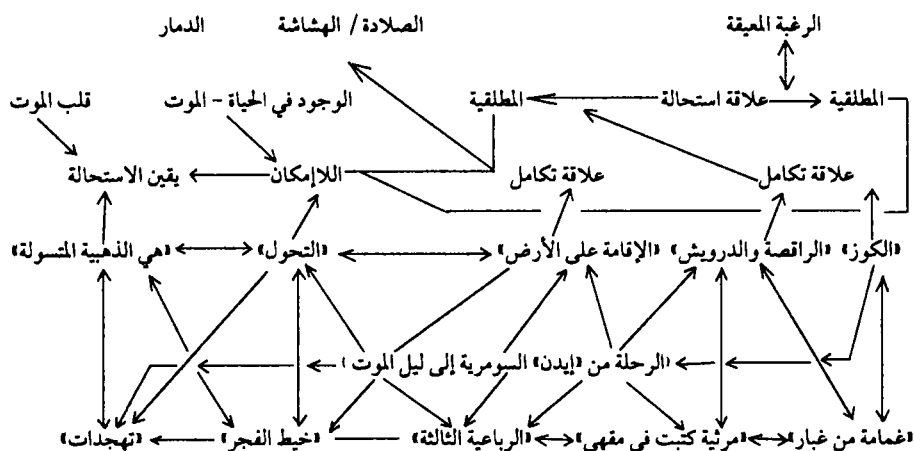 الرغبة المعيقة الصلادة / الهشاشة الدمار
المطلقية علاقة استحالة المطلقية الوجود في الحياة - الموت قلب الموت
علاقة تكامل علاقة تكامل اللاإمكان يقين الاستحالة
«الكوز» «الراقصة والدرويش» «الإقامة على الأرض» «التحول» «هي الذهبية المتسولة»
«الرحلة من «إيدن» السومرية إلى ليل الموت»
«غمامة من غبار» «مرثية كتبت في مقهى» «الرباعية الثالثة» «خيط الفجر» «تهجدات»